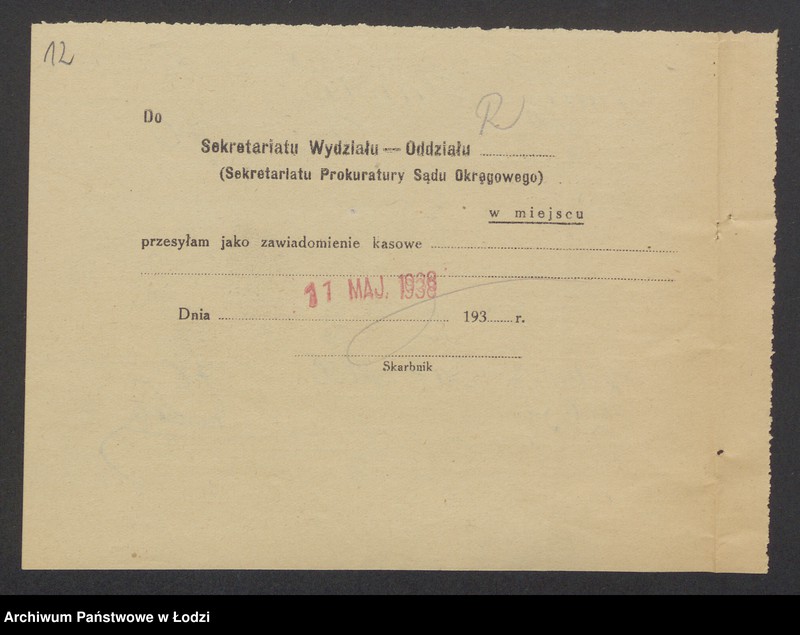 12
Do
R
Sekretariatu Wydziału — Oddziału
(Sekretariatu Prokuratury Sądu Okręgowego)
w miejscu
przesyłam jako zawiadomienie kasowe
11 MAJ. 1938
Dnia 193 r.
Skarbnik
Archiwum Państwowe w Łodzi